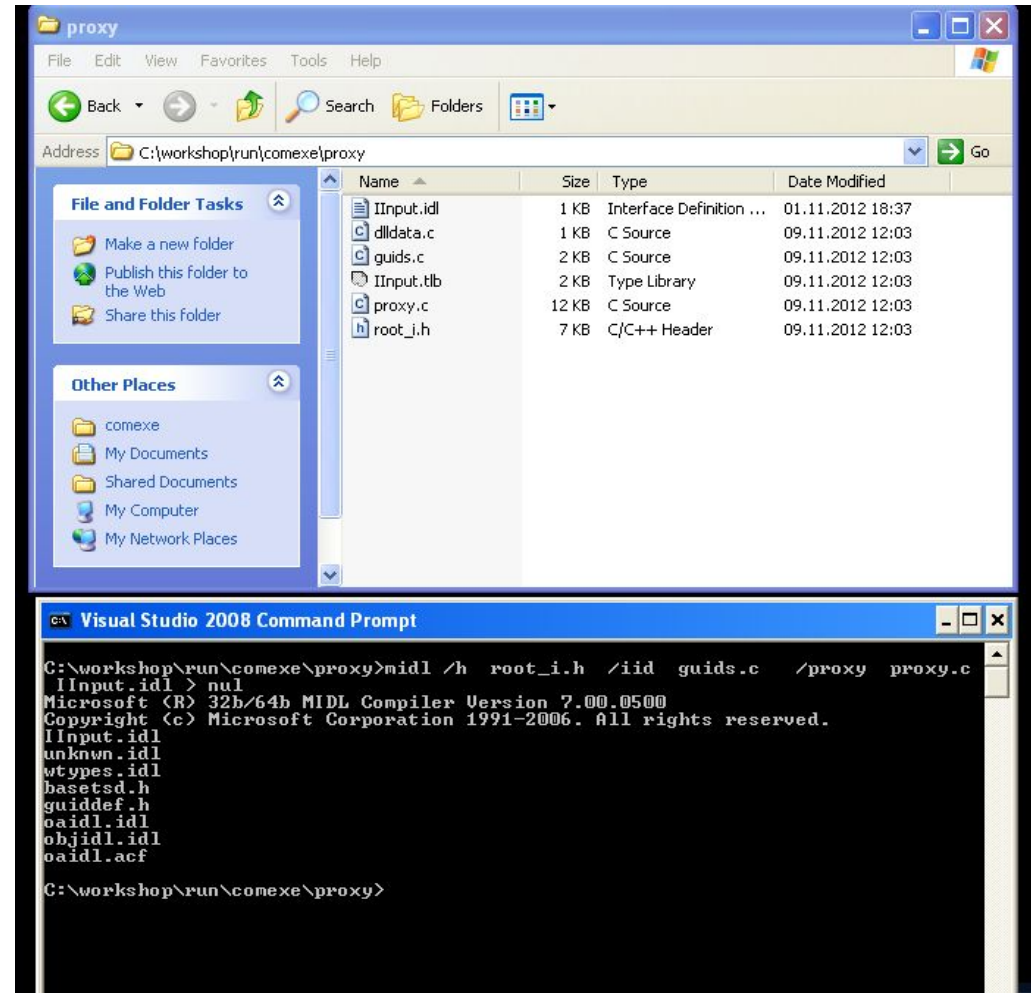 proxy
File Edit View Favorites Tools Help
Back Search Folders
Address C:\workshop\run\comexe\proxy Go
File and Folder Tasks
Make a new folder
Publish this folder to
the Web
Share this folder
Other Places
comexe
My Documents
Shared Documents
My Computer
My Network Places
Name Size Type Date Modified
IInput.idl 1 KB Interface Definition ... 01.11.2012 18:37
dlldata.c 1 KB C Source 09.11.2012 12:03
guids.c 2 KB C Source 09.11.2012 12:03
IInput.tlb 2 KB Type Library 09.11.2012 12:03
proxy.c 12 KB C Source 09.11.2012 12:03
root_i.h 7 KB C/C++ Header 09.11.2012 12:03
Visual Studio 2008 Command Prompt
C:\workshop\run\comexe\proxy>midl /h root_i.h /iid guids.c /proxy proxy.c
IInput.idl > nul
Microsoft (R) 32b/64b MIDL Compiler Version 7.00.0500
Copyright (c) Microsoft Corporation 1991-2006. All rights reserved.
IInput.idl
unknwn.idl
wtypes.idl
basetsd.h
guiddef.h
oaidl.idl
objidl.idl
oaidl.acf
C:\workshop\run\comexe\proxy>